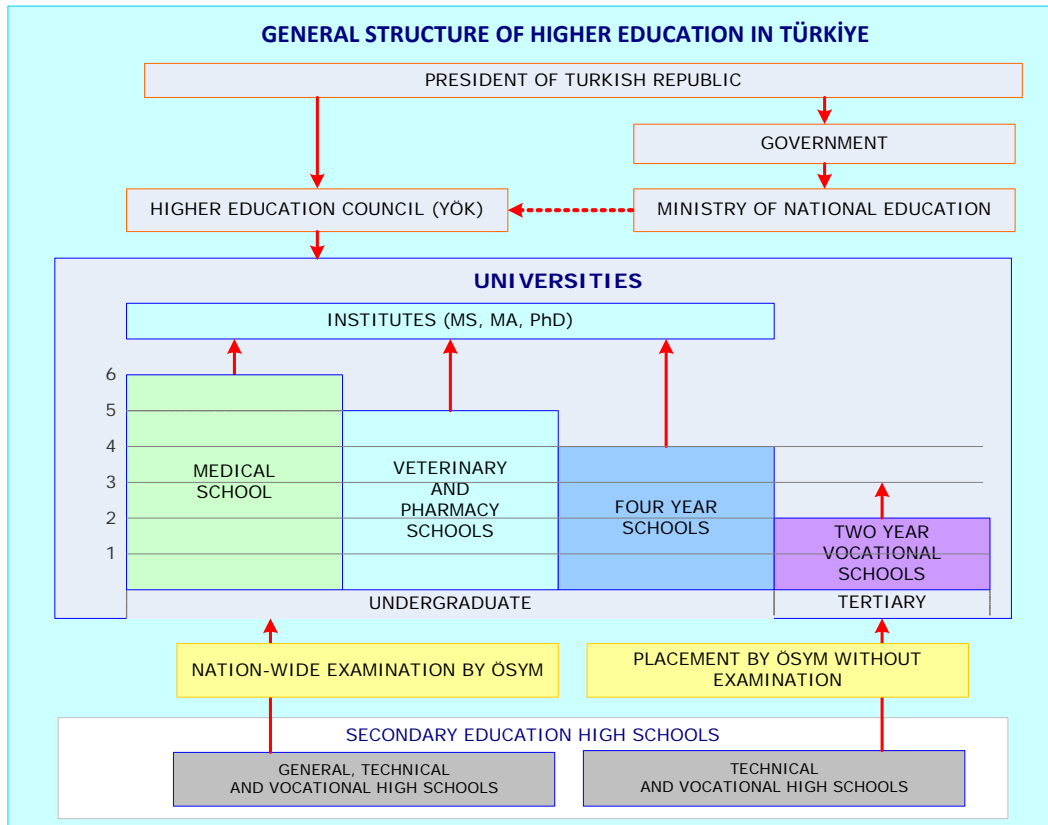 GENERAL STRUCTURE OF HIGHER EDUCATION IN TÜRKİYE
PRESIDENT OF TURKISH REPUBLIC
GOVERNMENT
HIGHER EDUCATION COUNCIL (YÖK)
MINISTRY OF NATIONAL EDUCATION
UNIVERSITIES
INSTITUTES (MS, MA, PhD)
6
5
4
3
2
1
MEDICAL
SCHOOL
VETERINARY
AND
PHARMACY
SCHOOLS
FOUR YEAR
SCHOOLS
TWO YEAR
VOCATIONAL
SCHOOLS
UNDERGRADUATE
TERTIARY
NATION-WIDE EXAMINATION BY ÖSYM
PLACEMENT BY ÖSYM WITHOUT
EXAMINATION
SECONDARY EDUCATION HIGH SCHOOLS
GENERAL, TECHNICAL
AND VOCATIONAL HIGH SCHOOLS
TECHNICAL
AND VOCATIONAL HIGH SCHOOLS